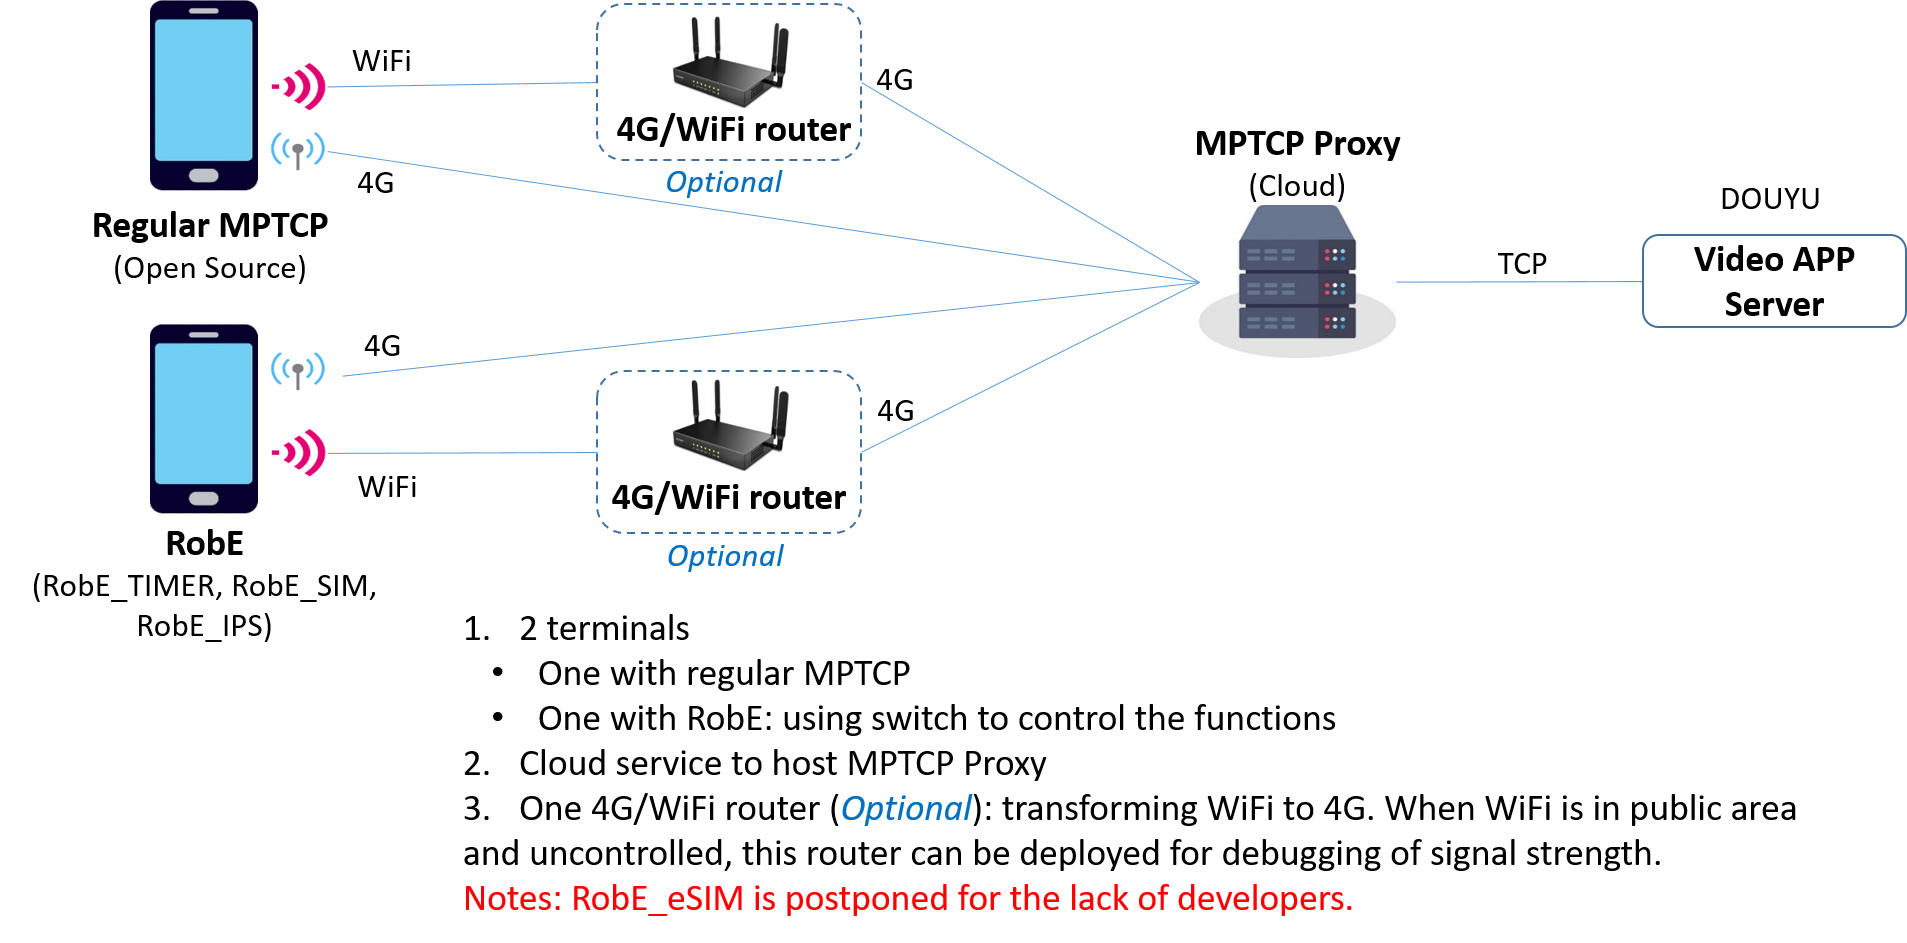 WiFi
4G/WiFi router
Optional
4G
4G
Regular MPTCP
(Open Source)
MPTCP Proxy
(Cloud)
TCP
DOUYU
Video APP
Server
4G
WiFi
4G/WiFi router
Optional
4G
RobE
(RobE_TIMER, RobE_SIM,
RobE_IPS)
1. 2 terminals
• One with regular MPTCP
• One with RobE: using switch to control the functions
2. Cloud service to host MPTCP Proxy
3. One 4G/WiFi router (Optional): transforming WiFi to 4G. When WiFi is in public area
and uncontrolled, this router can be deployed for debugging of signal strength.
Notes: RobE_eSIM is postponed for the lack of developers.